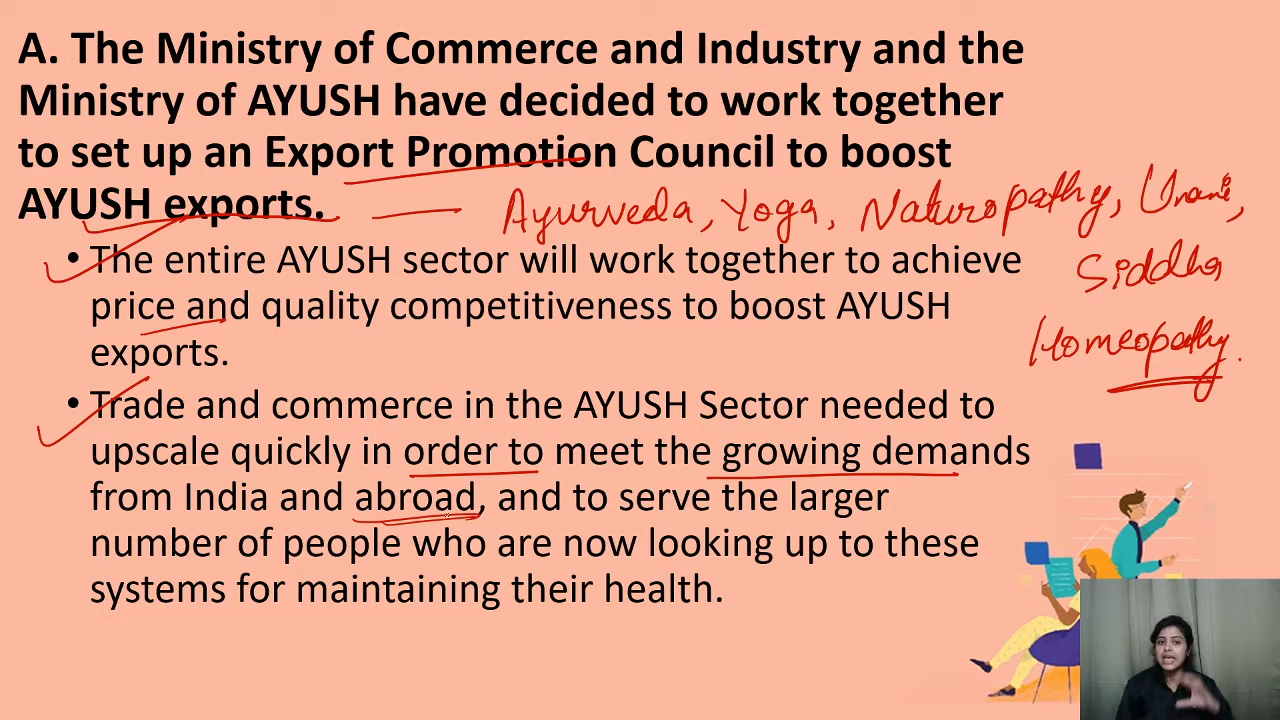 A. The Ministry of Commerce and Industry and the
Ministry of AYUSH have decided to work together
to set up an Export Promotion Council to boost
AYUSH exports.
Ayurveda, Yoga, Naturopathy, Unani,
Siddha
Homeopathy.
• The entire AYUSH sector will work together to achieve
price and quality competitiveness to boost AYUSH
exports.
• Trade and commerce in the AYUSH Sector needed to
upscale quickly in order to meet the growing demands
from India and abroad, and to serve the larger
number of people who are now looking up to these
systems for maintaining their health.